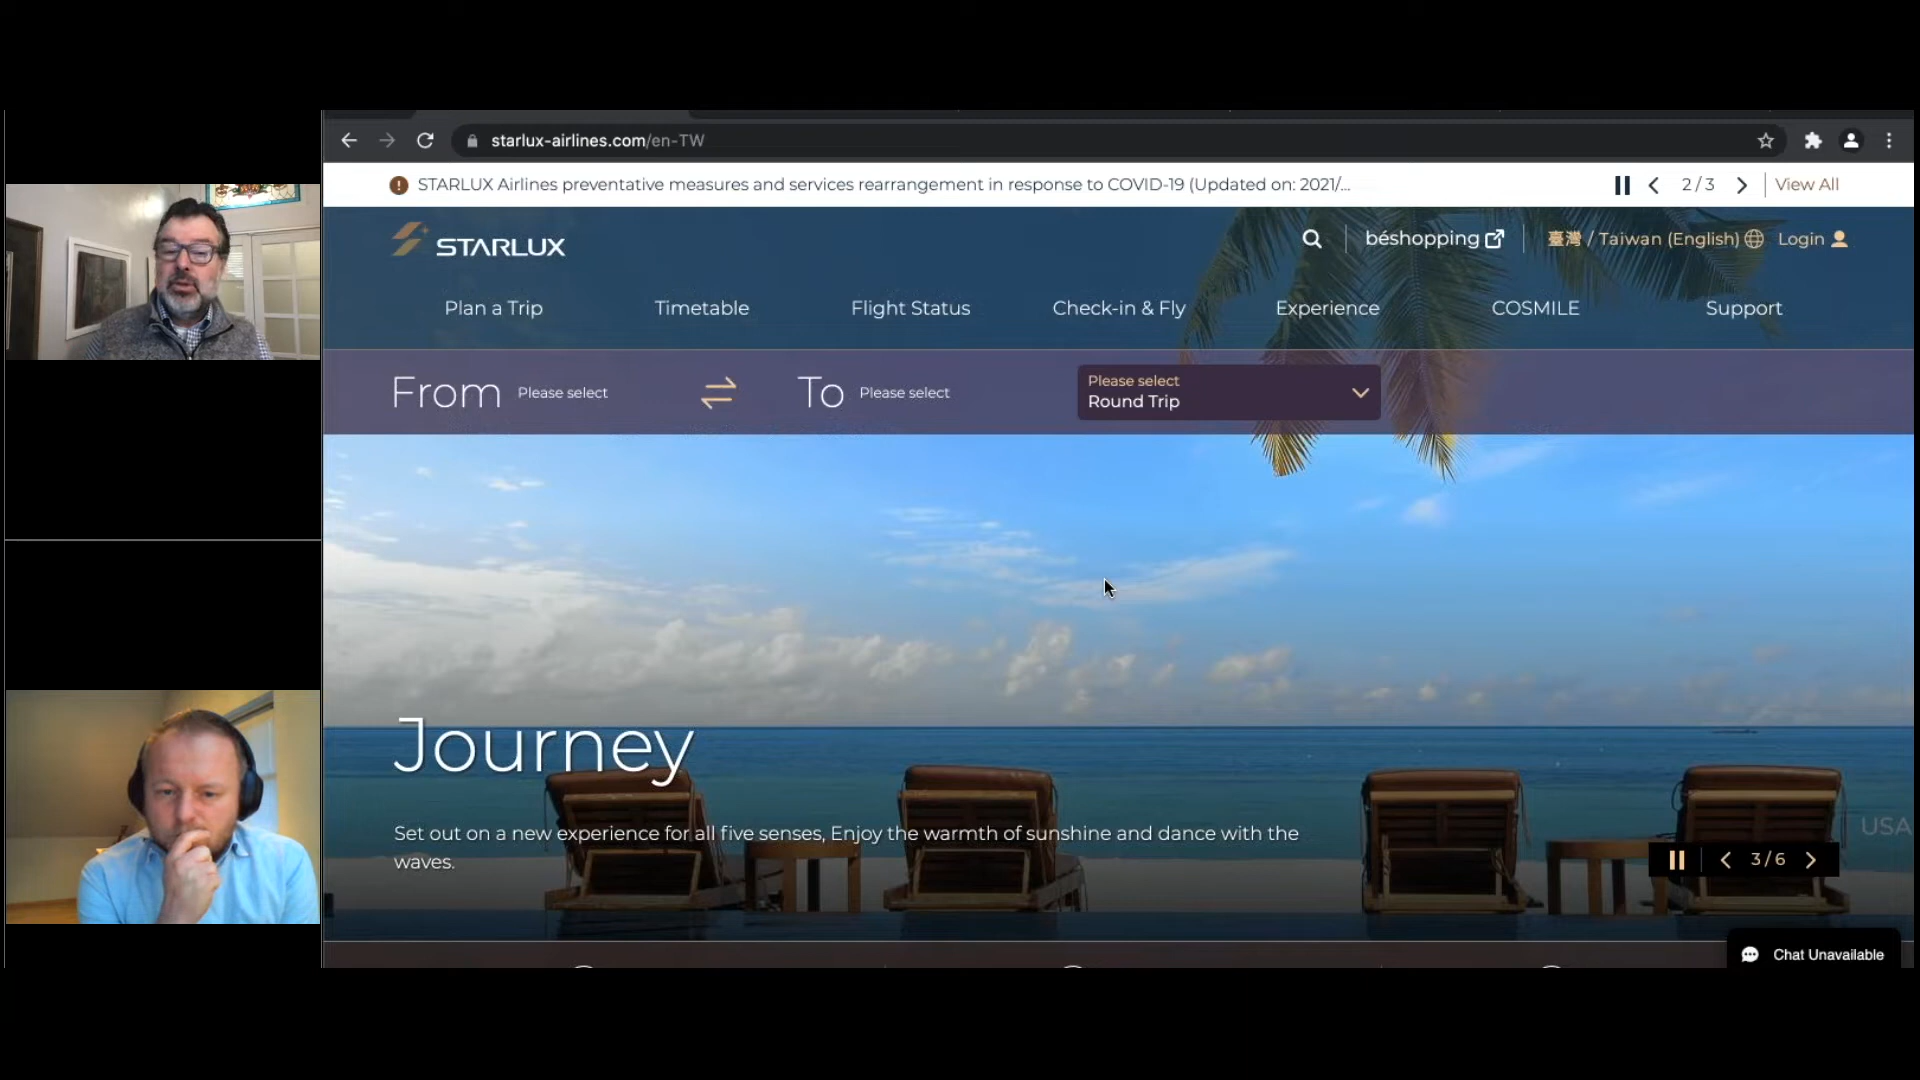 starlux-airlines.com/en-TW
STARLUX Airlines preventative measures and services rearrangement in response to COVID-19 (Updated on: 2021/...
2/3
View All
STARLUX
béshopping
臺灣 / Taiwan (English)
Login
Plan a Trip
Timetable
Flight Status
Check-in & Fly
Experience
COSMILE
Support
From Please select
To Please select
Please select
Round Trip
Journey
Set out on a new experience for all five senses, Enjoy the warmth of sunshine and dance with the
waves.
USA
3/6
Chat Unavailable